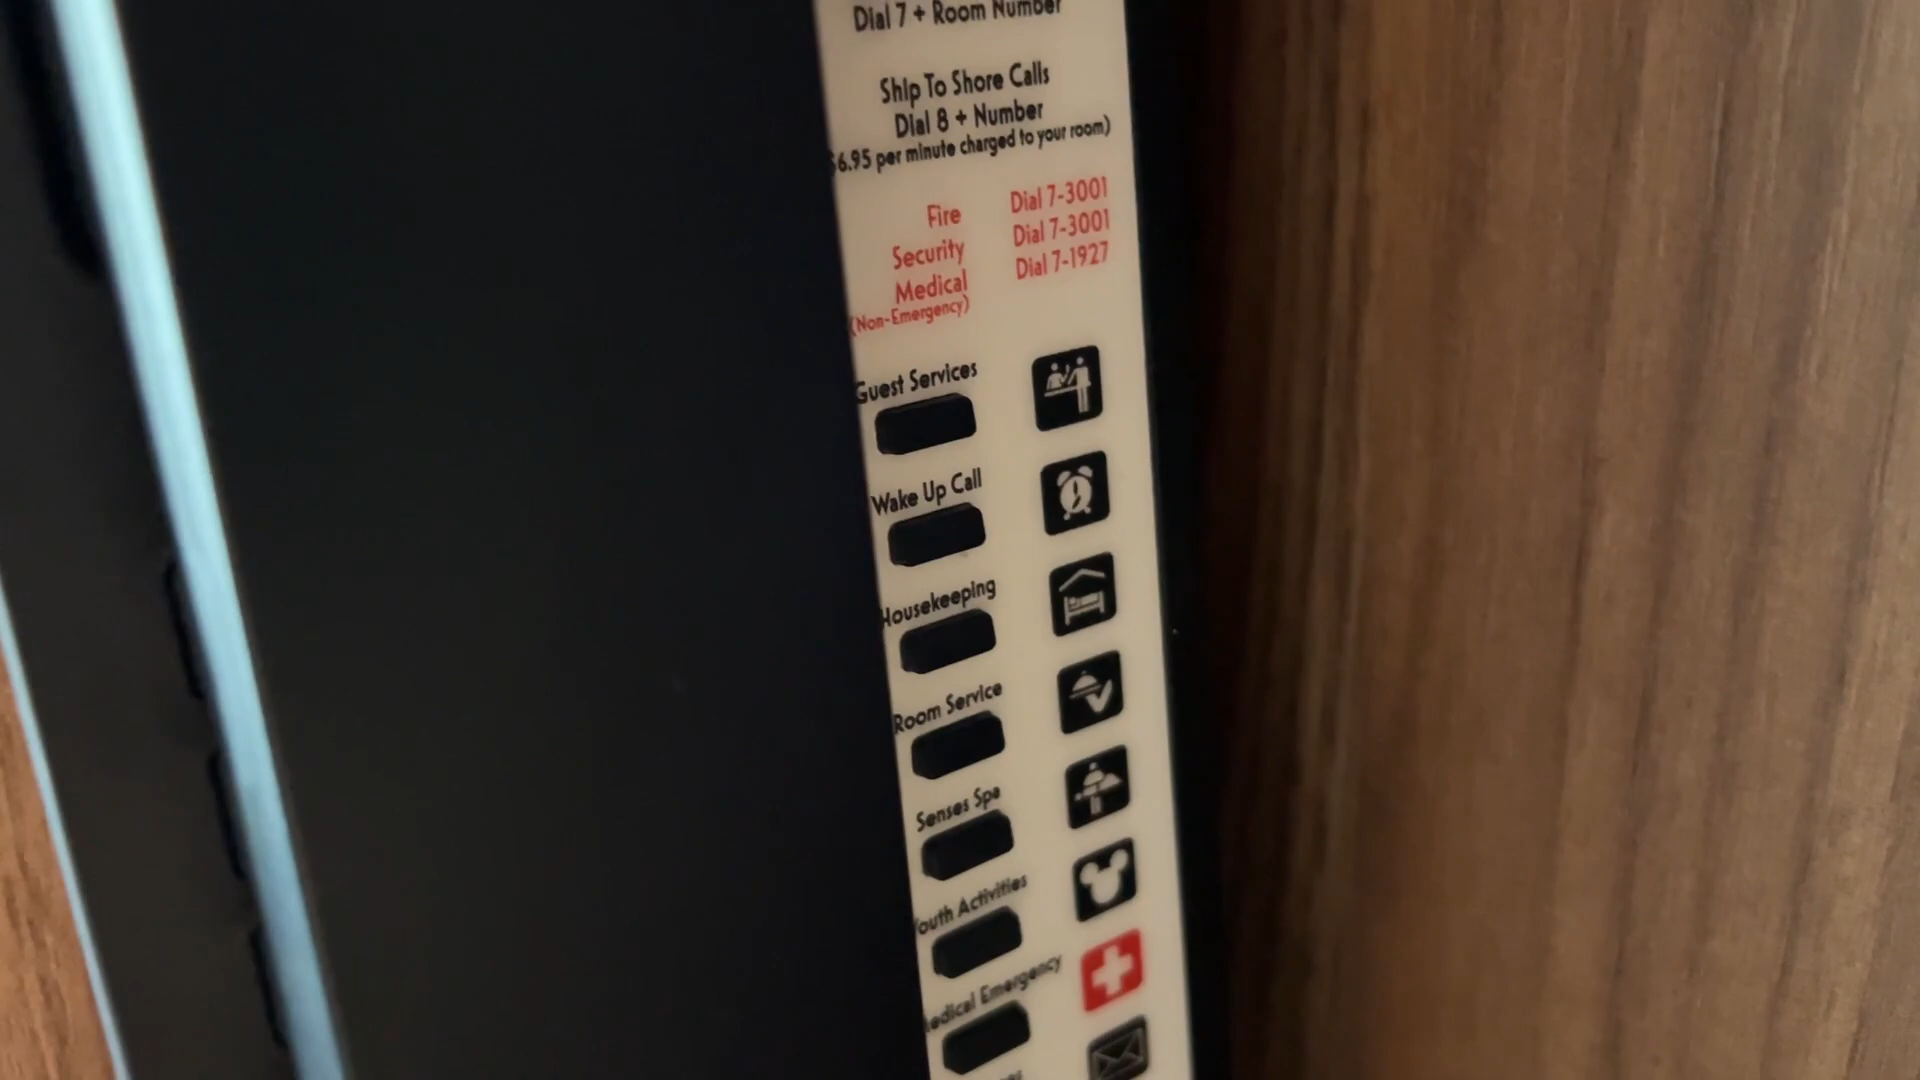 Dial 7 + Room Number
Ship To Shore Calls
Dial 8 + Number
$6.95 per minute charged to your room)
Fire Dial 7-3001
Security Dial 7-3001
Medical Dial 7-1927
(Non-Emergency)
Guest Services
Wake Up Call
Housekeeping
Room Service
Senses Spa
Youth Activities
Medical Emergency